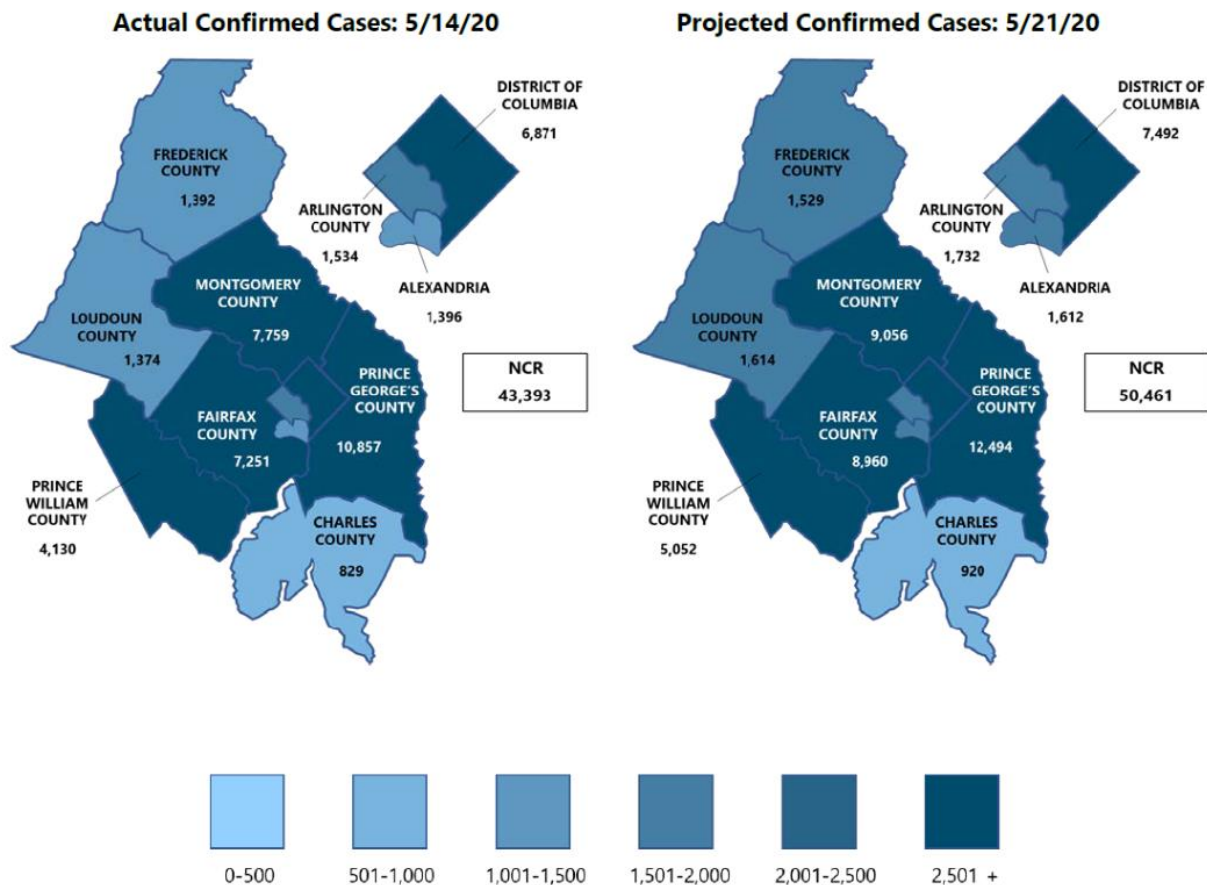 Actual Confirmed Cases: 5/14/20
DISTRICT OF
COLUMBIA
6,871
FREDERICK
COUNTY
1,392
ARLINGTON
COUNTY
1,534
ALEXANDRIA
1,396
MONTGOMERY
COUNTY
7,759
LOUDOUN
COUNTY
1,374
NCR
43,393
PRINCE
GEORGE'S
COUNTY
10,857
FAIRFAX
COUNTY
7,251
PRINCE
WILLIAM
COUNTY
4,130
CHARLES
COUNTY
829
Projected Confirmed Cases: 5/21/20
DISTRICT OF
COLUMBIA
7,492
FREDERICK
COUNTY
1,529
ARLINGTON
COUNTY
1,732
ALEXANDRIA
1,612
MONTGOMERY
COUNTY
9,056
LOUDOUN
COUNTY
1,614
NCR
50,461
PRINCE
GEORGE'S
COUNTY
12,494
FAIRFAX
COUNTY
8,960
PRINCE
WILLIAM
COUNTY
5,052
CHARLES
COUNTY
920
0-500
501-1,000
1,001-1,500
1,501-2,000
2,001-2,500
2,501 +